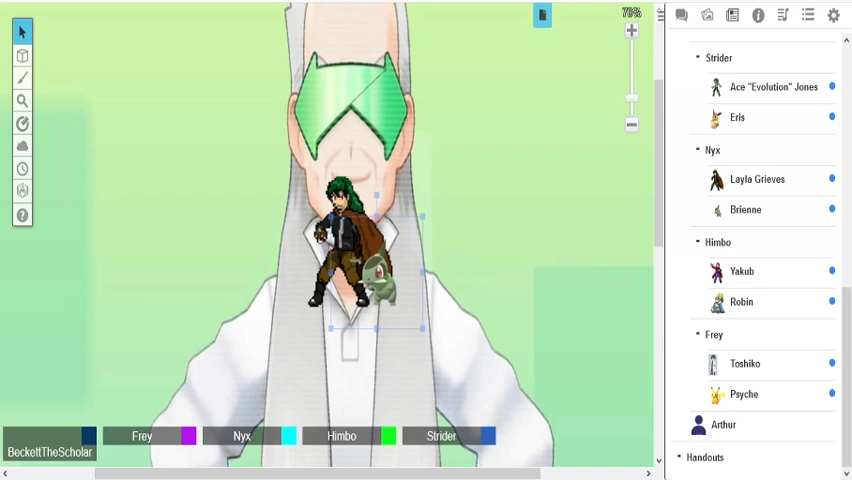 70%
Strider
Ace "Evolution" Jones
Eris
Nyx
Layla Grieves
Brienne
Himbo
Yakub
Robin
Frey
Toshiko
Psyche
Arthur
Handouts
BeckettTheScholar
Frey
Nyx
Himbo
Strider